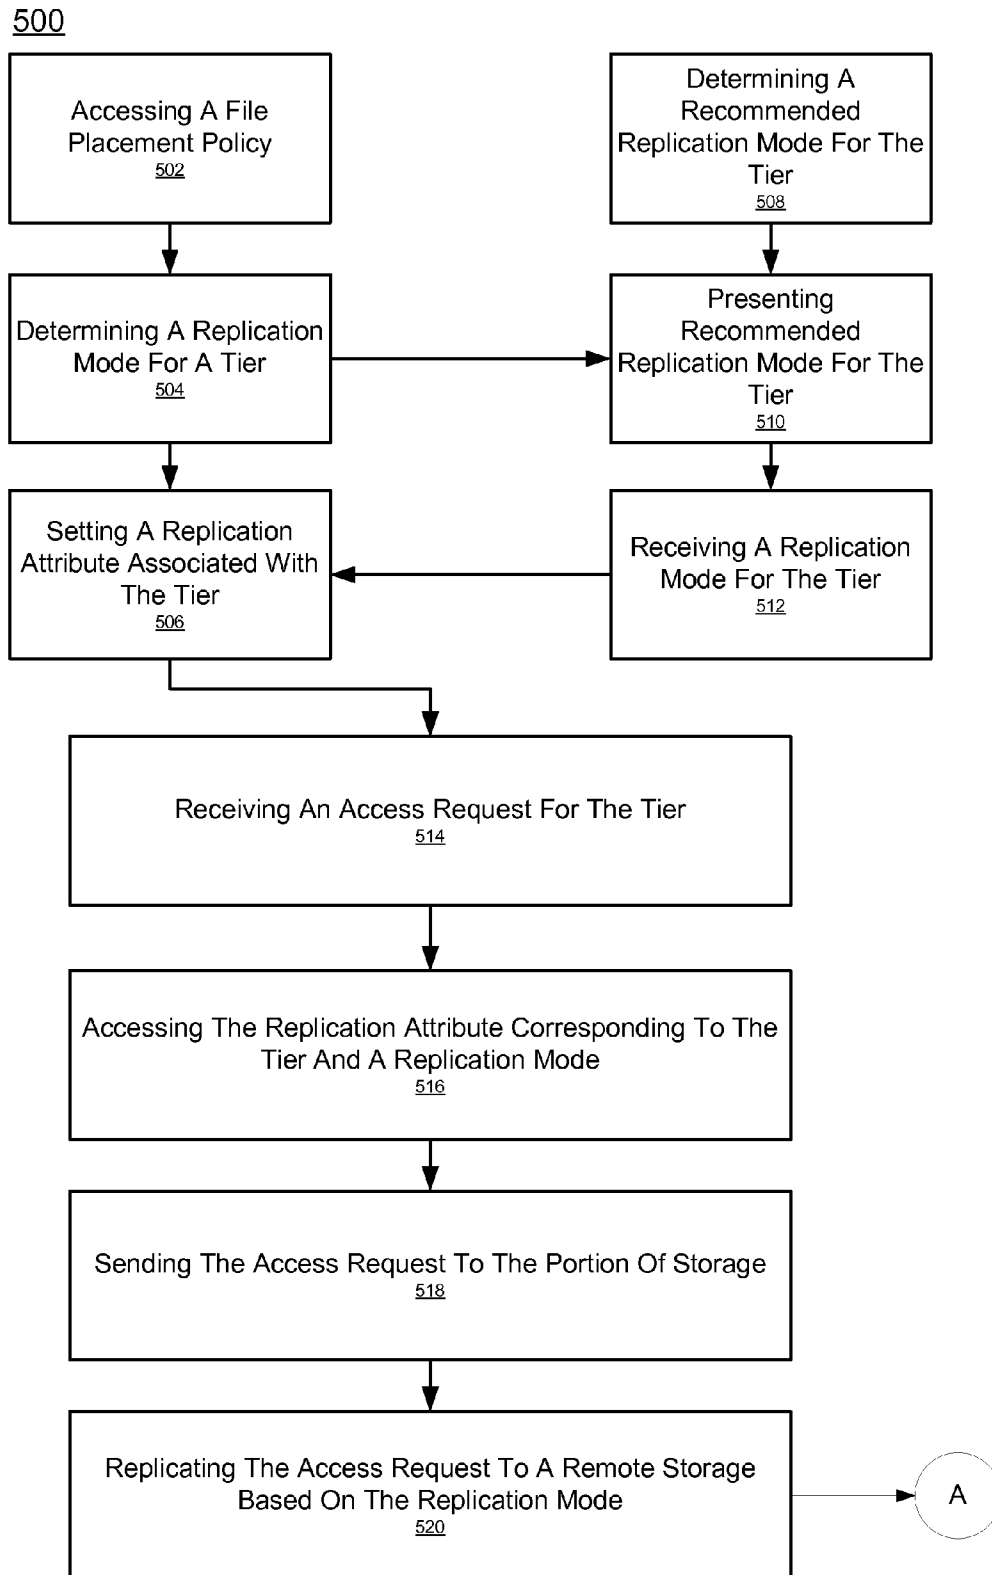 500
Accessing A File
Placement Policy
502
Determining A
Recommended
Replication Mode For The
Tier
508
Determining A Replication
Mode For A Tier
504
Presenting
Recommended
Replication Mode For The
Tier
510
Setting A Replication
Attribute Associated With
The Tier
506
Receiving A Replication
Mode For The Tier
512
Receiving An Access Request For The Tier
514
Accessing The Replication Attribute Corresponding To The
Tier And A Replication Mode
516
Sending The Access Request To The Portion Of Storage
518
Replicating The Access Request To A Remote Storage
Based On The Replication Mode
520
A